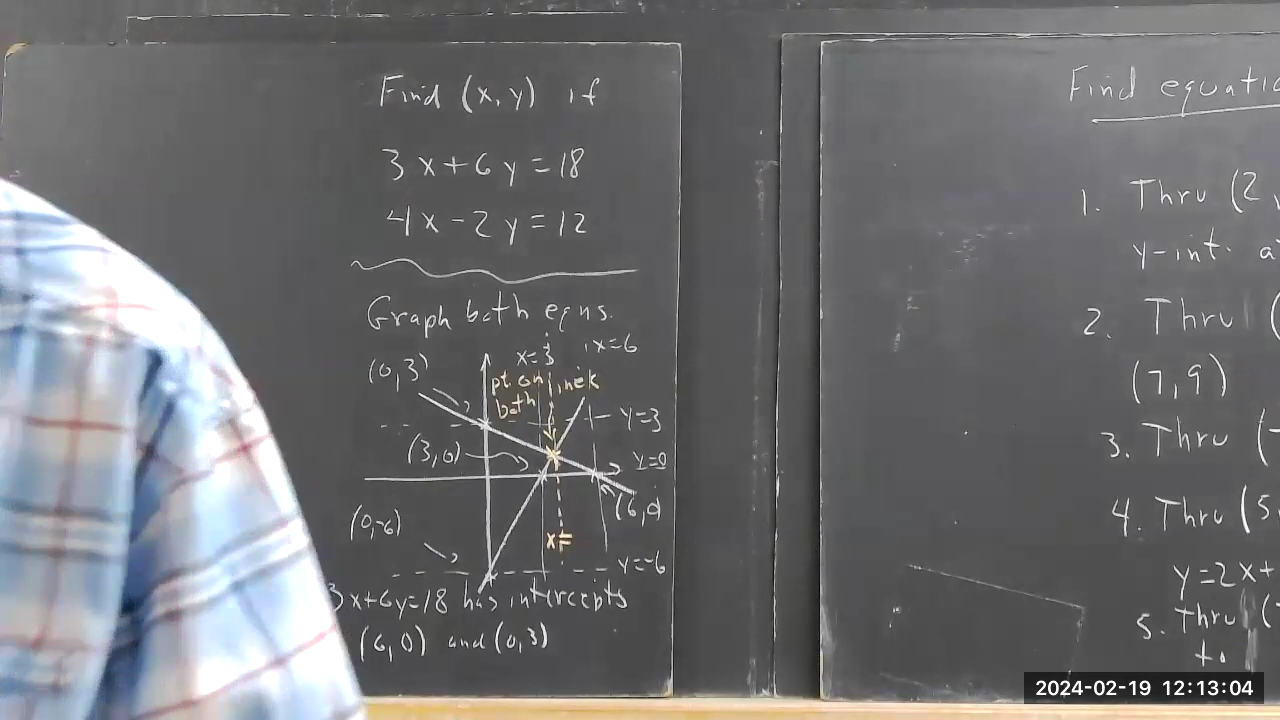 Find (x, y) if
3x + 6y = 18
4x - 2y = 12
Graph both eqns.
x=3
x=6
(0,3)
pt. on
both
y=3
(3,0)
y=0
(6,0)
(0,-6)
x=
y=-6
3x+6y=18 has intercepts
(6,0) and (0,3)
Find equatio
1. Thru (2,
y-int. a
2. Thru (
(7,9)
3. Thru (
4. Thru (5,
y=2x+
5. Thru (
to
2024-02-19 12:13:04